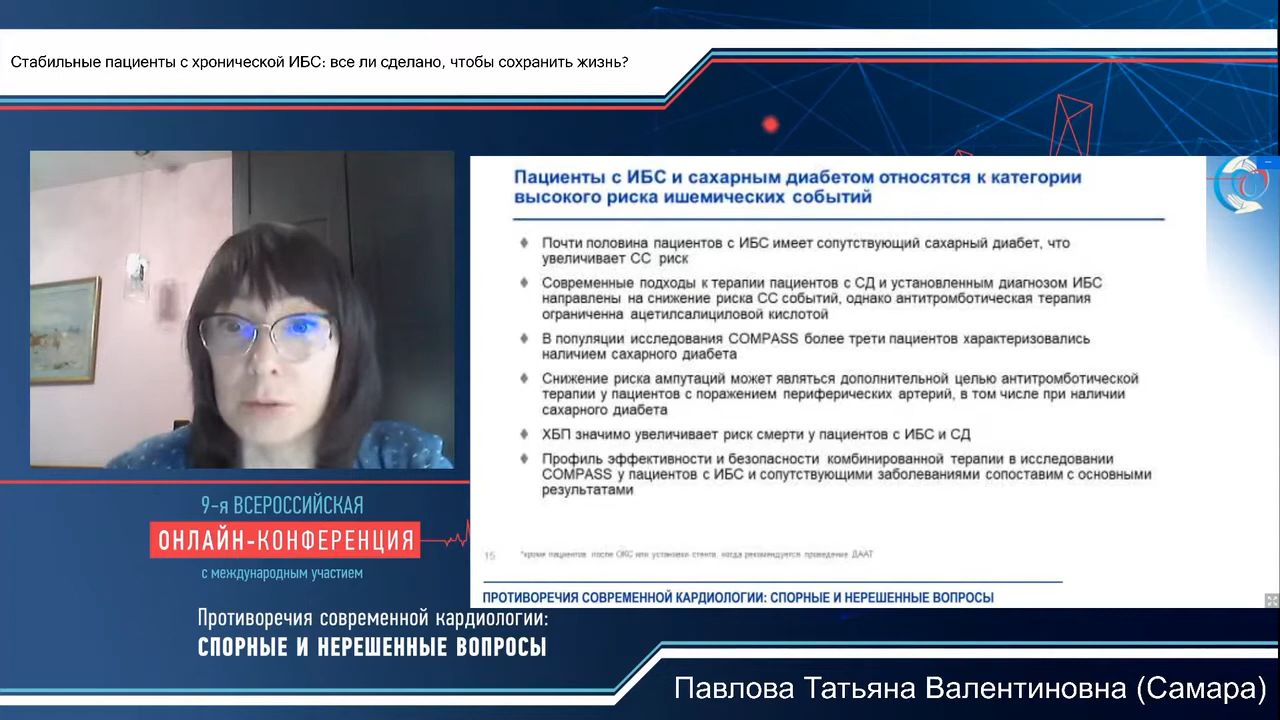 Стабильные пациенты с хронической ИБС: все ли сделано, чтобы сохранить жизнь?
Пациенты с ИБС и сахарным диабетом относятся к категории
высокого риска ишемических событий
Почти половина пациентов с ИБС имеет сопутствующий сахарный диабет, что
увеличивает СС риск
Современные подходы к терапии пациентов с СД и установленным диагнозом ИБС
направлены на снижение риска СС событий, однако антитромботическая терапия
ограниченна ацетилсалициловой кислотой
В популяции исследования COMPASS более трети пациентов характеризовались
наличием сахарного диабета
Снижение риска ампутаций может являться дополнительной целью антитромботической
терапии у пациентов с поражением периферических артерий, в том числе при наличии
сахарного диабета
ХБП значимо увеличивает риск смерти у пациентов с ИБС и СД
Профиль эффективности и безопасности комбинированной терапии в исследовании
COMPASS у пациентов с ИБС и сопутствующими заболеваниями сопоставим с основными
результатами
15
*кроме пациентов после ОКС или установки стента, когда рекомендуется проведение ДААТ
ПРОТИВОРЕЧИЯ СОВРЕМЕННОЙ КАРДИОЛОГИИ: СПОРНЫЕ И НЕРЕШЕННЫЕ ВОПРОСЫ
9-я ВСЕРОССИЙСКАЯ
ОНЛАЙН-КОНФЕРЕНЦИЯ
с международным участием
Противоречия современной кардиологии:
СПОРНЫЕ И НЕРЕШЕННЫЕ ВОПРОСЫ
Павлова Татьяна Валентиновна (Самара)